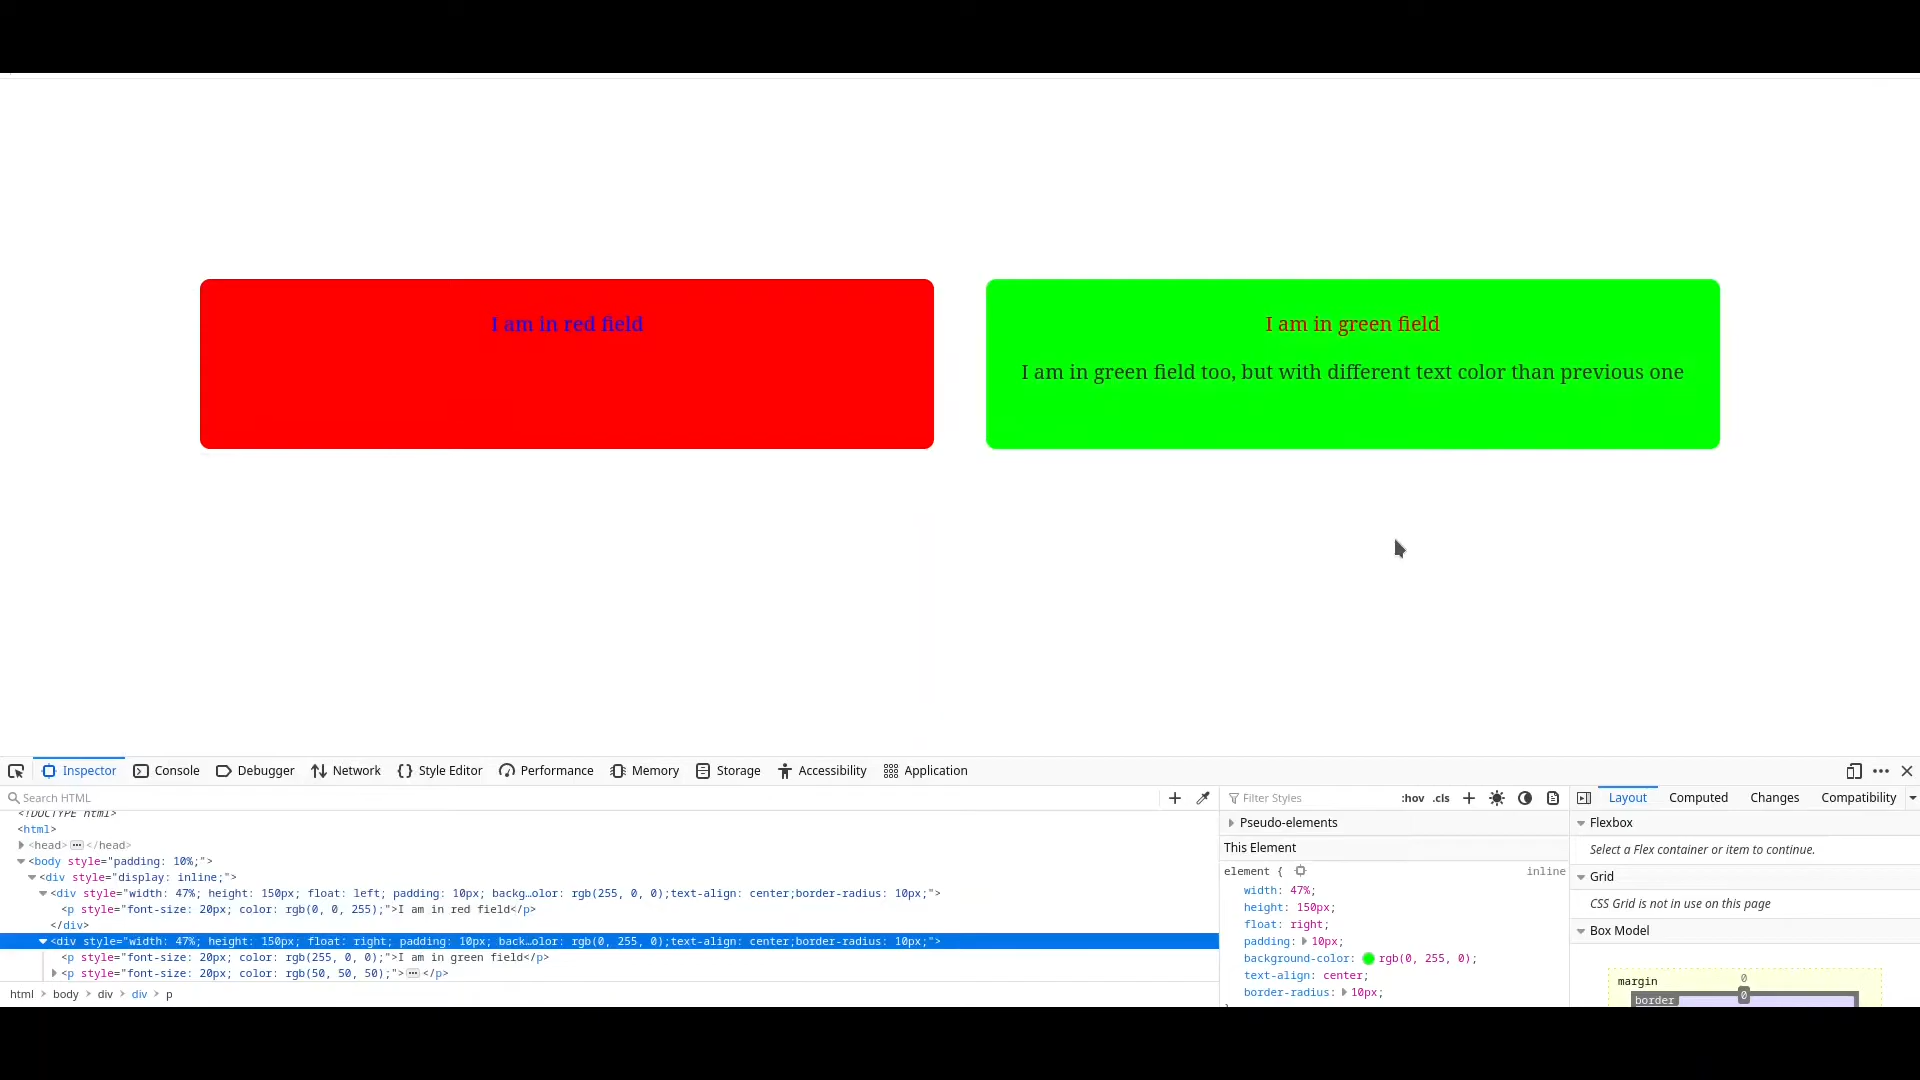 I am in red field
I am in green field
I am in green field too, but with different text color than previous one
Inspector Console Debugger Network Style Editor Performance Memory Storage Accessibility Application
Search HTML
<!DOCTYPE html>
<html>
<head> ••• </head>
<body style="padding: 10%;">
<div style="display: inline;">
<div style="width: 47%; height: 150px; float: left; padding: 10px; backg…olor: rgb(255, 0, 0);text-align: center;border-radius: 10px;">
<p style="font-size: 20px; color: rgb(0, 0, 255);">I am in red field</p>
</div>
<div style="width: 47%; height: 150px; float: right; padding: 10px; back…olor: rgb(0, 255, 0);text-align: center;border-radius: 10px;">
<p style="font-size: 20px; color: rgb(255, 0, 0);">I am in green field</p>
<p style="font-size: 20px; color: rgb(50, 50, 50);"> ••• </p>
html > body > div > div > p
Filter Styles :hov .cls
Pseudo-elements
This Element
element { inline
width: 47%;
height: 150px;
float: right;
padding: 10px;
background-color: rgb(0, 255, 0);
text-align: center;
border-radius: 10px;
Layout Computed Changes Compatibility
Flexbox
Select a Flex container or item to continue.
Grid
CSS Grid is not in use on this page
Box Model
margin 0
border 0